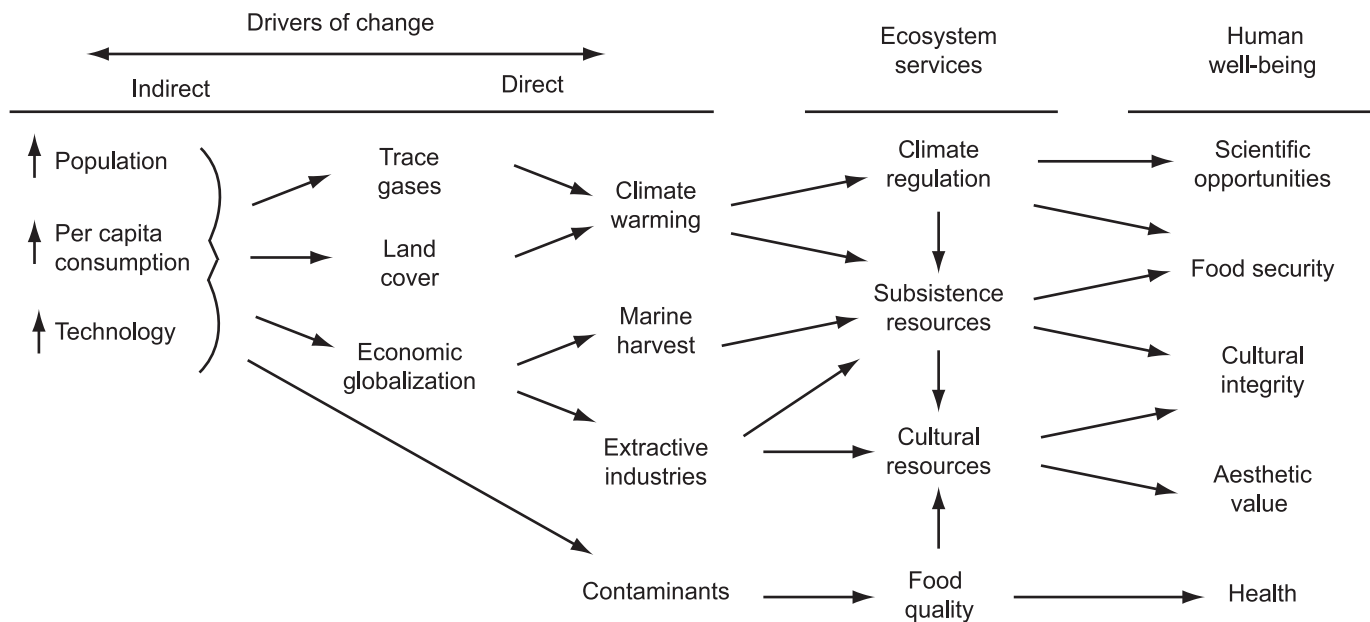 Drivers of change
Indirect
Direct
Ecosystem
services
Human
well-being
Population
Per capita
consumption
Technology
Trace
gases
Land
cover
Economic
globalization
Climate
warming
Marine
harvest
Extractive
industries
Contaminants
Climate
regulation
Subsistence
resources
Cultural
resources
Food
quality
Scientific
opportunities
Food security
Cultural
integrity
Aesthetic
value
Health